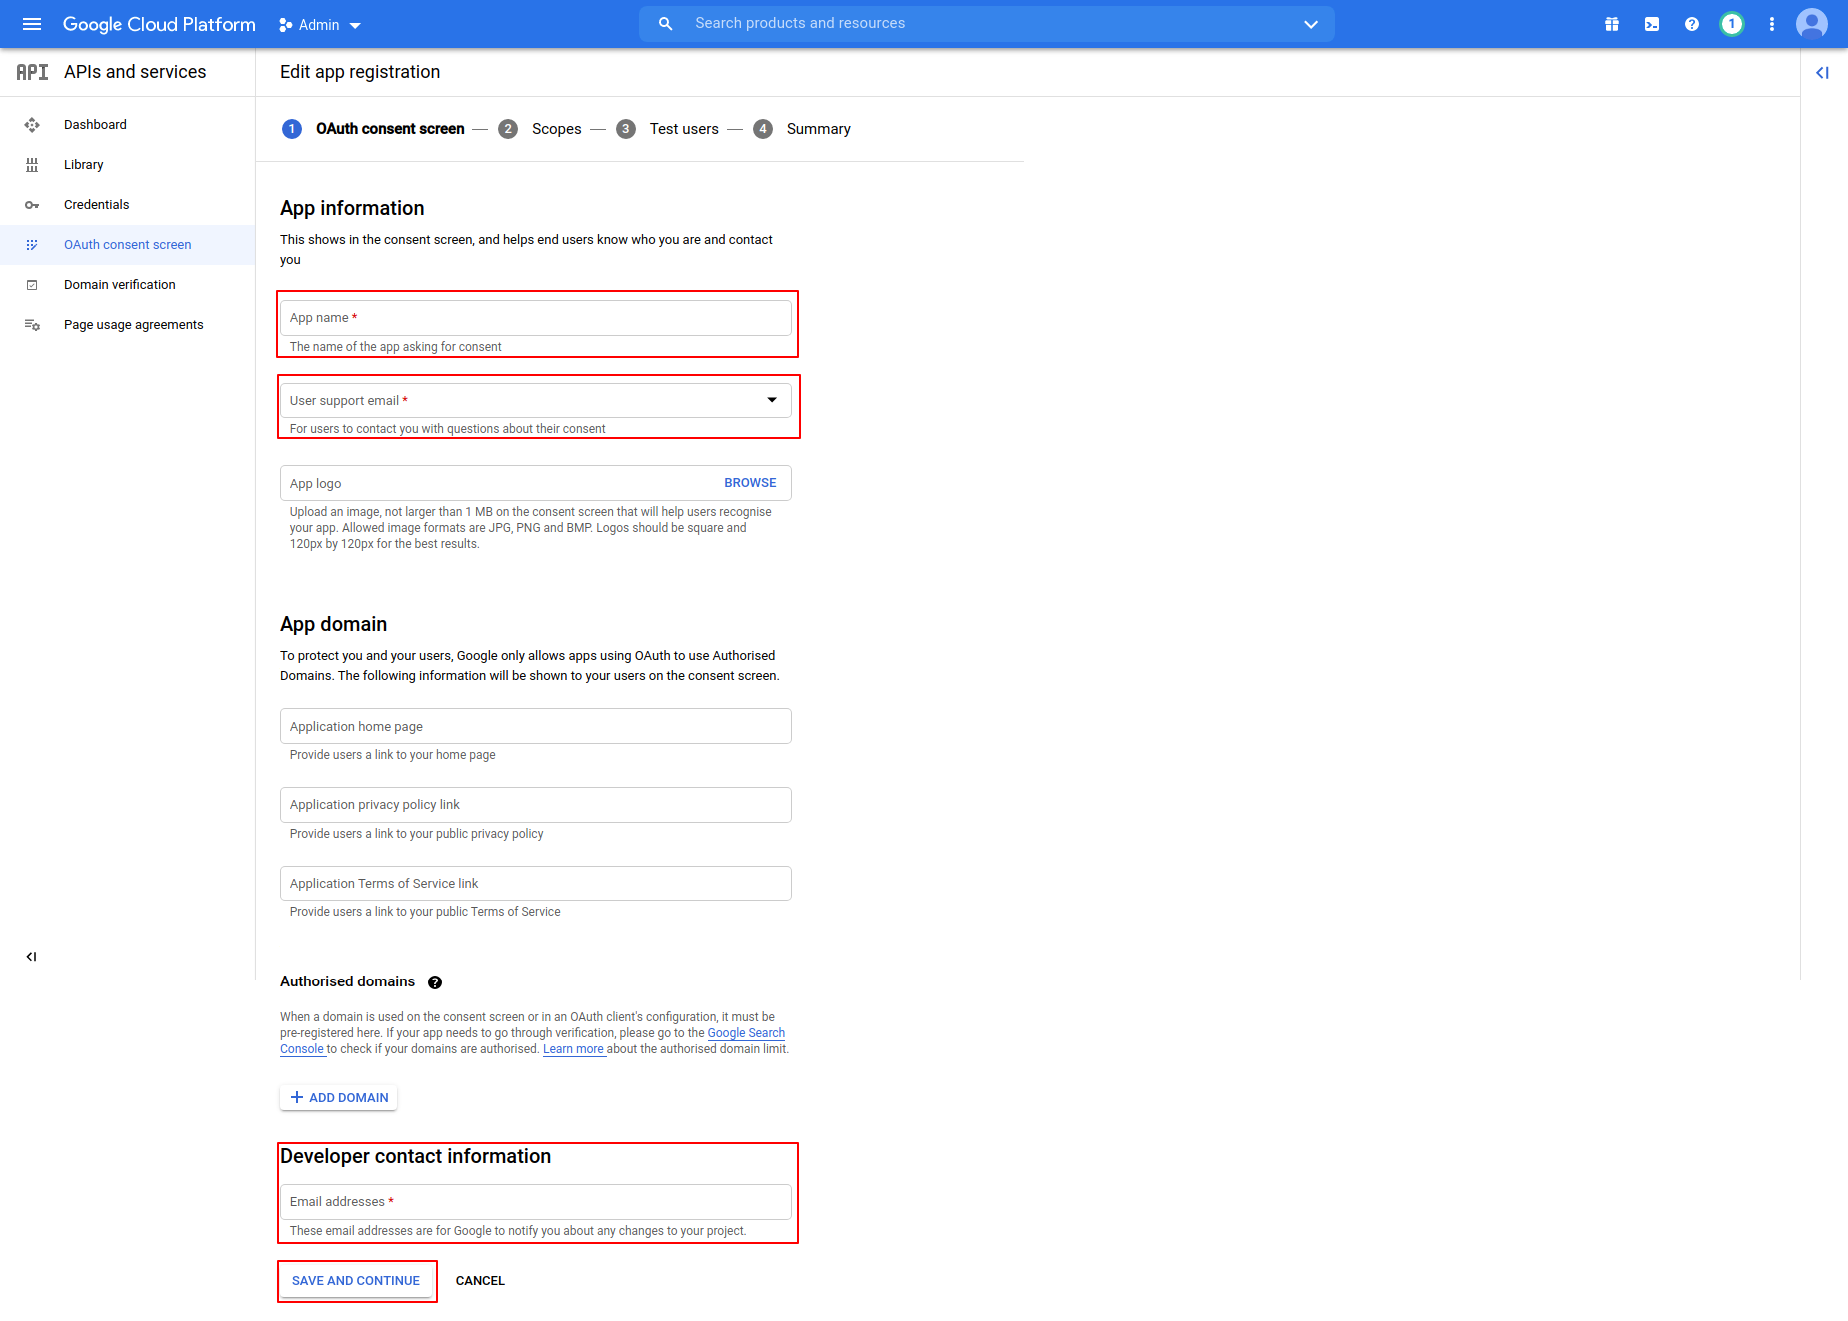 Google Cloud Platform
Admin
Search products and resources
1
API APIs and services
Edit app registration
Dashboard
Library
Credentials
OAuth consent screen
Domain verification
Page usage agreements
1 OAuth consent screen — 2 Scopes — 3 Test users — 4 Summary
App information
This shows in the consent screen, and helps end users know who you are and contact
you
App name *
The name of the app asking for consent
User support email *
For users to contact you with questions about their consent
App logo
BROWSE
Upload an image, not larger than 1 MB on the consent screen that will help users recognise
your app. Allowed image formats are JPG, PNG and BMP. Logos should be square and
120px by 120px for the best results.
App domain
To protect you and your users, Google only allows apps using OAuth to use Authorised
Domains. The following information will be shown to your users on the consent screen.
Application home page
Provide users a link to your home page
Application privacy policy link
Provide users a link to your public privacy policy
Application Terms of Service link
Provide users a link to your public Terms of Service
Authorised domains ?
When a domain is used on the consent screen or in an OAuth client's configuration, it must be
pre-registered here. If your app needs to go through verification, please go to the Google Search
Console to check if your domains are authorised. Learn more about the authorised domain limit.
+ ADD DOMAIN
Developer contact information
Email addresses *
These email addresses are for Google to notify you about any changes to your project.
SAVE AND CONTINUE
CANCEL